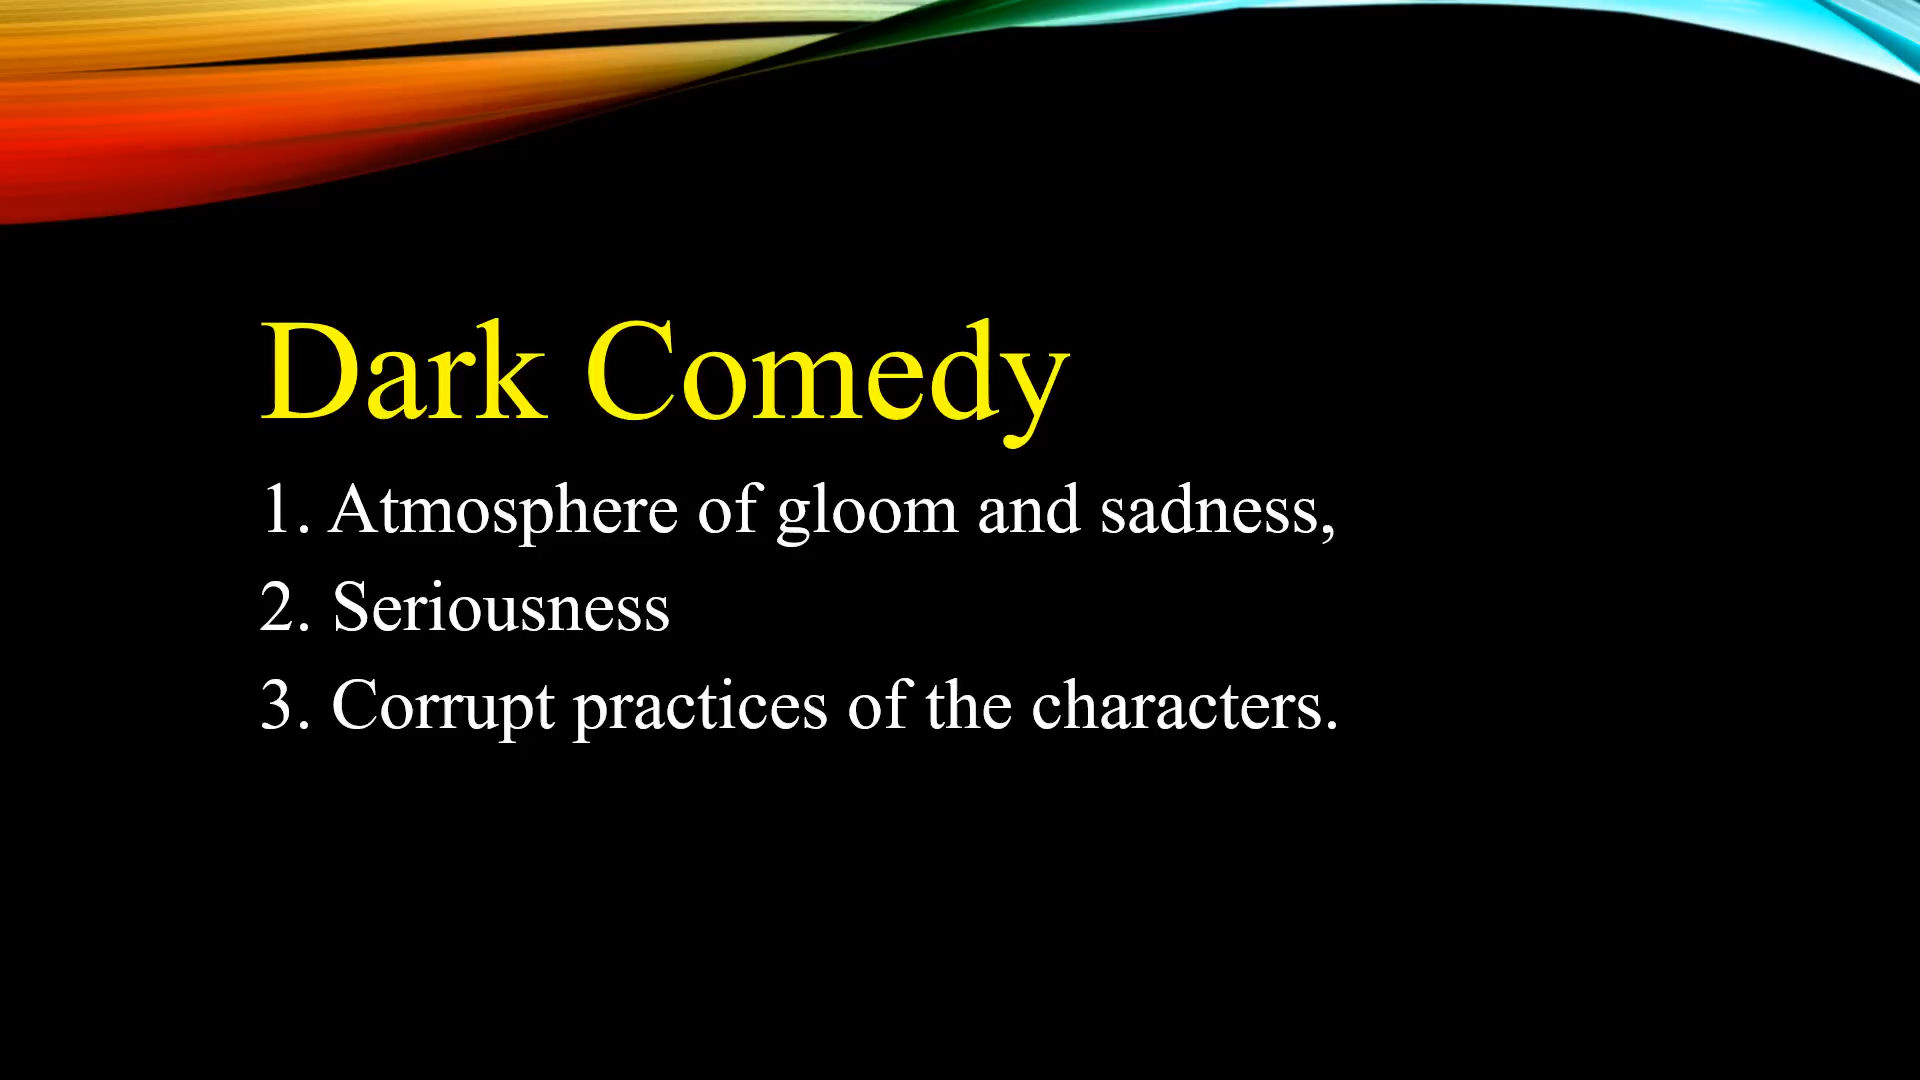 Dark Comedy
1. Atmosphere of gloom and sadness,
2. Seriousness
3. Corrupt practices of the characters.